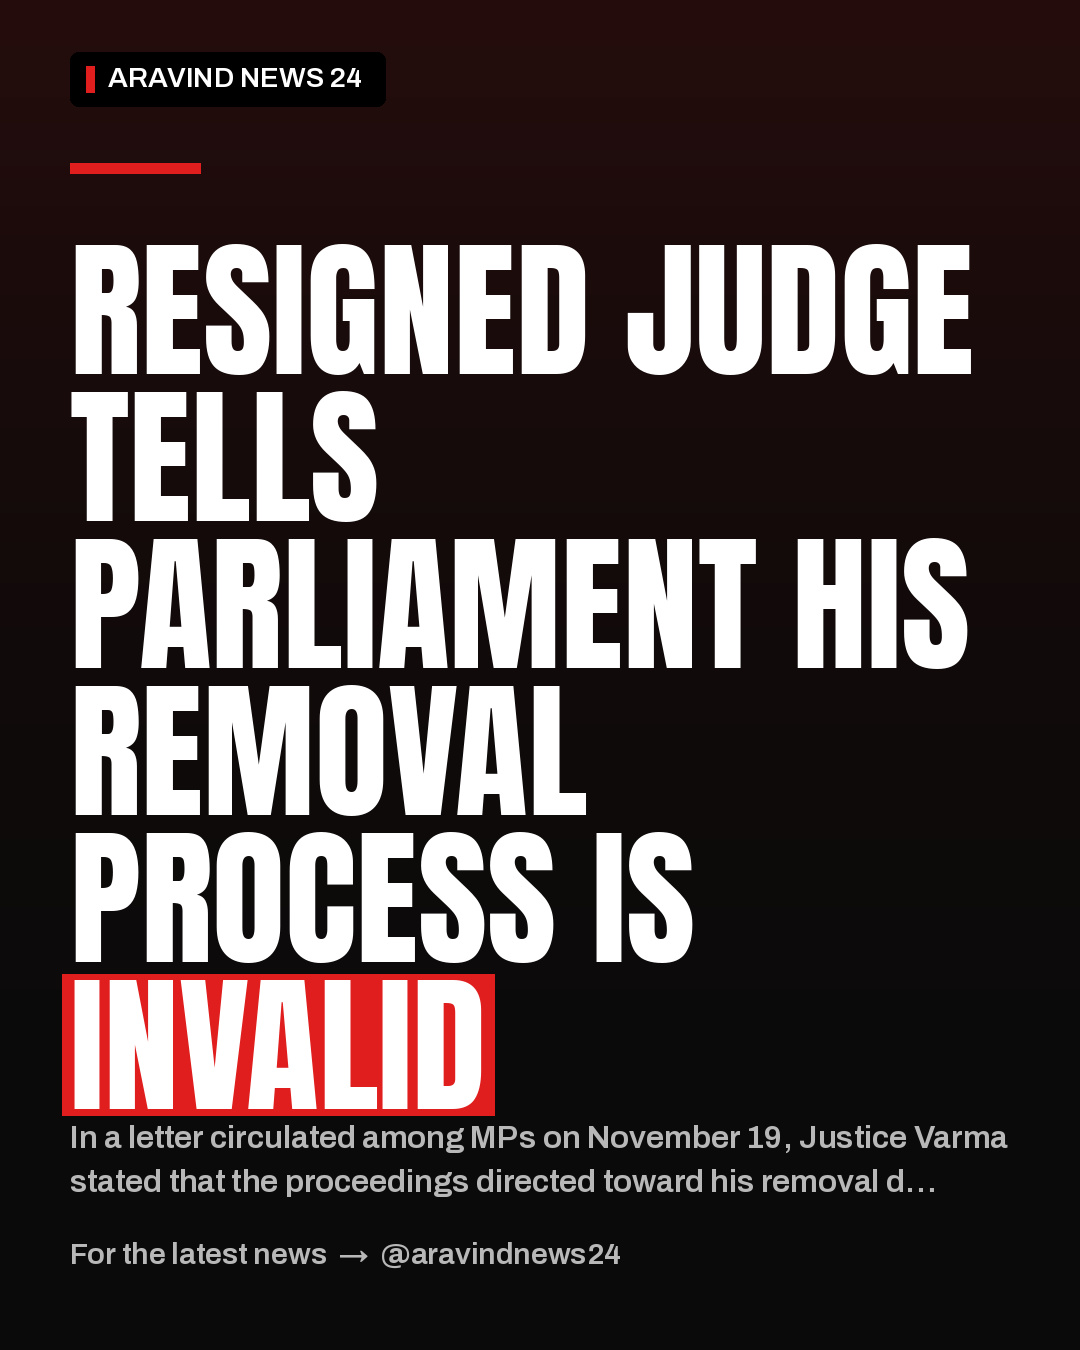 ARAVIND NEWS 24
RESIGNED JUDGE
TELLS
PARLIAMENT HIS
REMOVAL
PROCESS IS
INVALID
In a letter circulated among MPs on November 19, Justice Varma
stated that the proceedings directed toward his removal d...
For the latest news → @aravindnews24